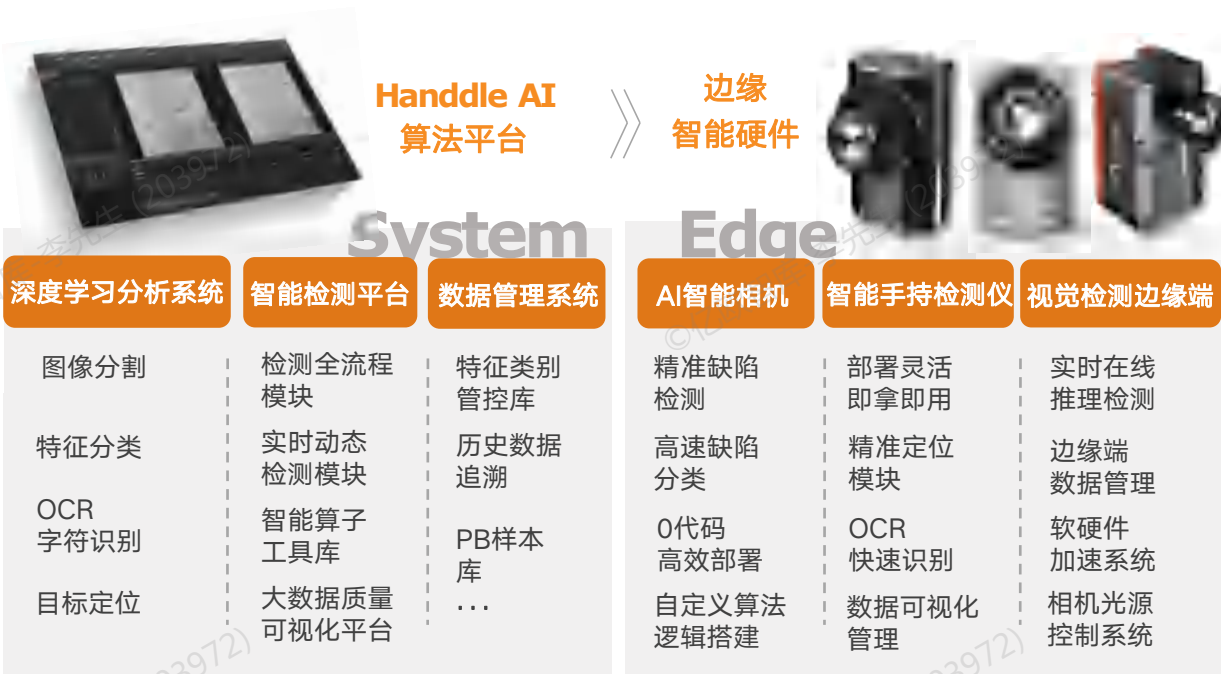 Handdle AI
算法平台
边缘
智能硬件
System
Edge
深度学习分析系统
图像分割
特征分类
OCR
字符识别
目标定位
智能检测平台
检测全流程
模块
实时动态
检测模块
智能算子
工具库
大数据质量
可视化平台
数据管理系统
特征类别
管控库
历史数据
追溯
PB样本
库
...
AI智能相机
精准缺陷
检测
高速缺陷
分类
0代码
高效部署
自定义算法
逻辑搭建
智能手持检测仪
部署灵活
即拿即用
精准定位
模块
OCR
快速识别
数据可视化
管理
视觉检测边缘端
实时在线
推理检测
边缘端
数据管理
软硬件
加速系统
相机光源
控制系统
李先生 (203972)